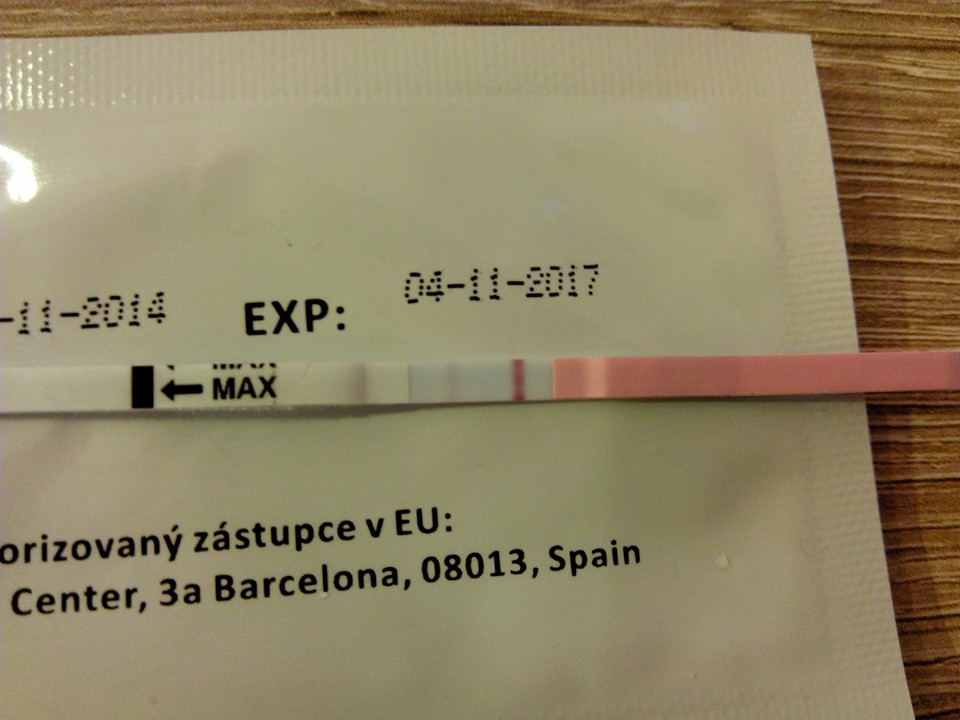 -11-2014 EXP: 04-11-2017
MAX
orizovaný zástupce v EU:
Center, 3a Barcelona, 08013, Spain